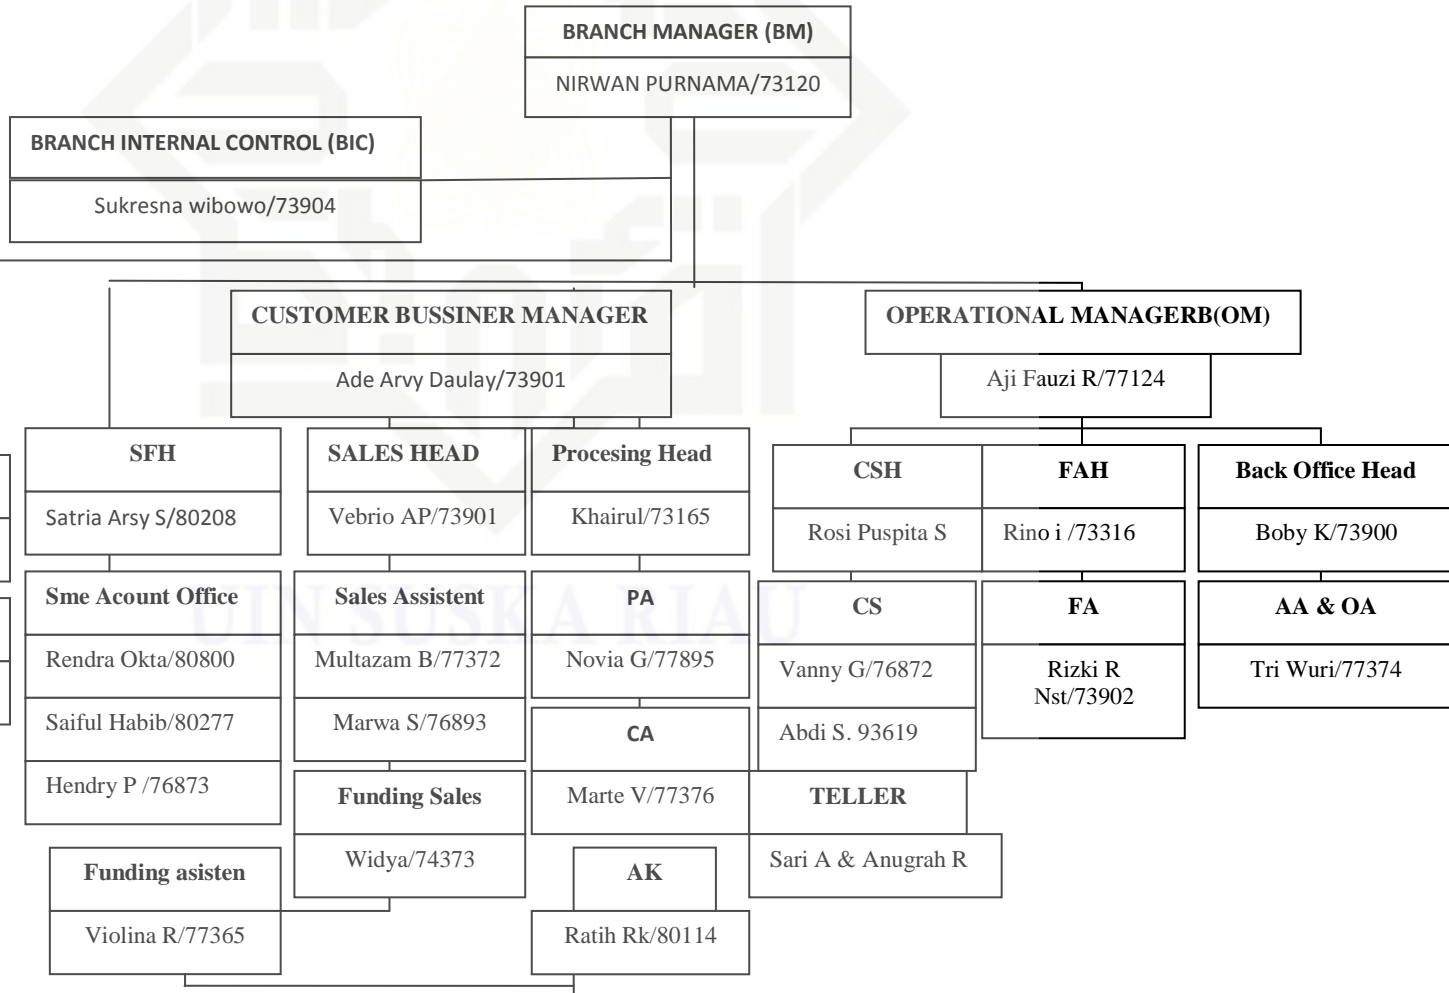 BRANCH MANAGER (BM)
NIRWAN PURNAMA/73120
BRANCH INTERNAL CONTROL (BIC)
Sukresna wibowo/73904
CUSTOMER BUSSINER MANAGER
Ade Arvy Daulay/73901
OPERATIONAL MANAGERB(OM)
Aji Fauzi R/77124
SFH
Satria Arsy S/80208
SALES HEAD
Vebrio AP/73901
Procesing Head
Khairul/73165
CSH
Rosi Puspita S
FAH
Rino i /73316
Back Office Head
Boby K/73900
Sme Acount Office
Rendra Okta/80800
Saiful Habib/80277
Hendry P /76873
Sales Assistent
Multazam B/77372
Marwa S/76893
Funding Sales
Widya/74373
PA
Novia G/77895
CA
Marte V/77376
CS
Vanny G/76872
Abdi S. 93619
FA
Rizki R
Nst/73902
AA & OA
Tri Wuri/77374
TELLER
Sari A & Anugrah R
Funding asisten
Violina R/77365
AK
Ratih Rk/80114
UIN SUSKA RIAU